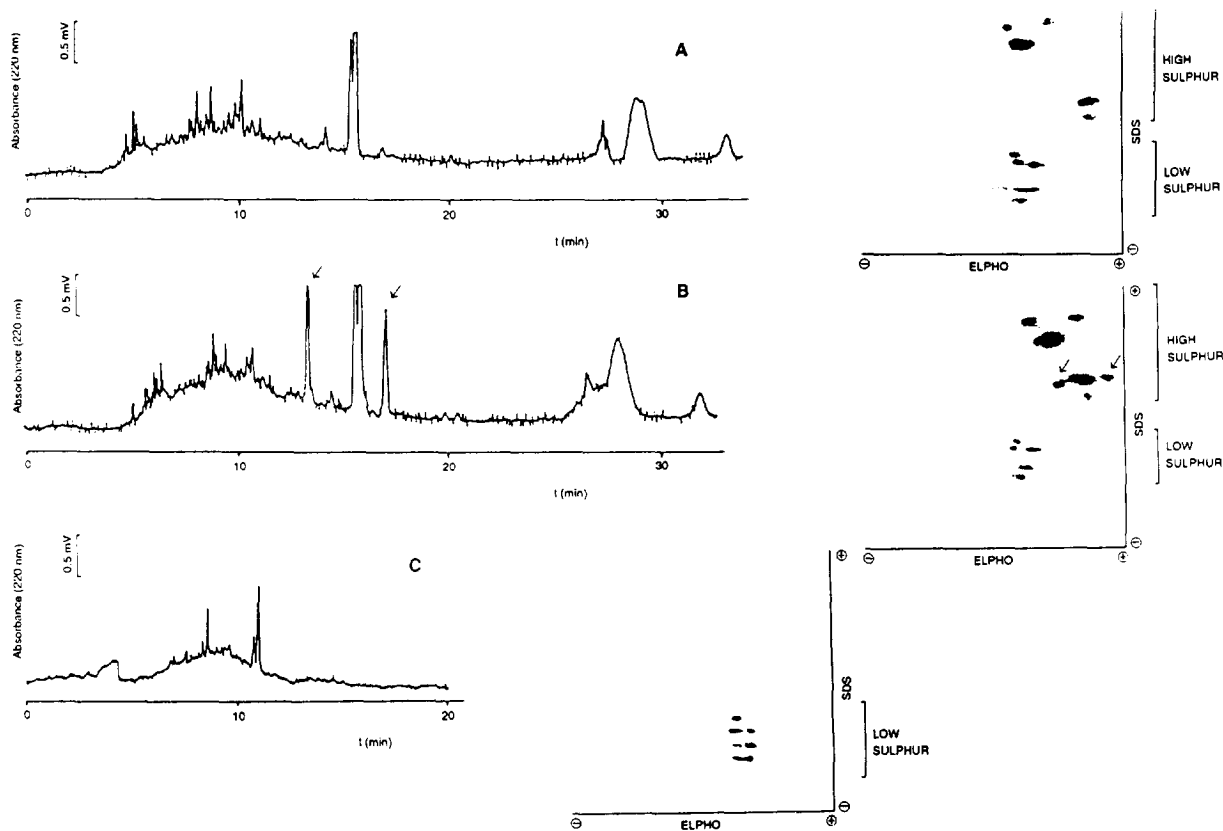 0.5 mV
Absorbance (220 nm)
A
0 10 20 30
t (min)
HIGH
SULPHUR
SDS
LOW
SULPHUR
⊖
⊖ ELPHO ⊕
0.5 mV
Absorbance (220 nm)
B
0 10 20 30
t (min)
⊕
HIGH
SULPHUR
SDS
LOW
SULPHUR
⊖
⊖ ELPHO ⊕
0.5 mV
Absorbance (220 nm)
C
0 10 20
t (min)
⊕
SDS
LOW
SULPHUR
⊖
⊖ ELPHO ⊕